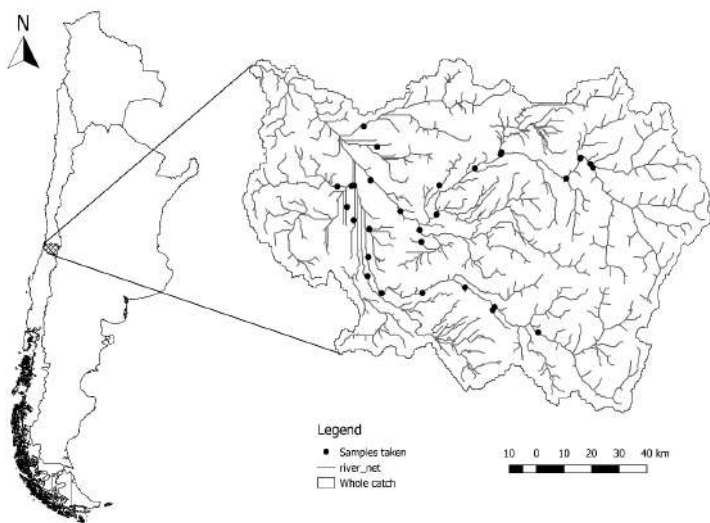 N
Legend
Samples taken
river_net
Whole catch
10 0 10 20 30 40 km